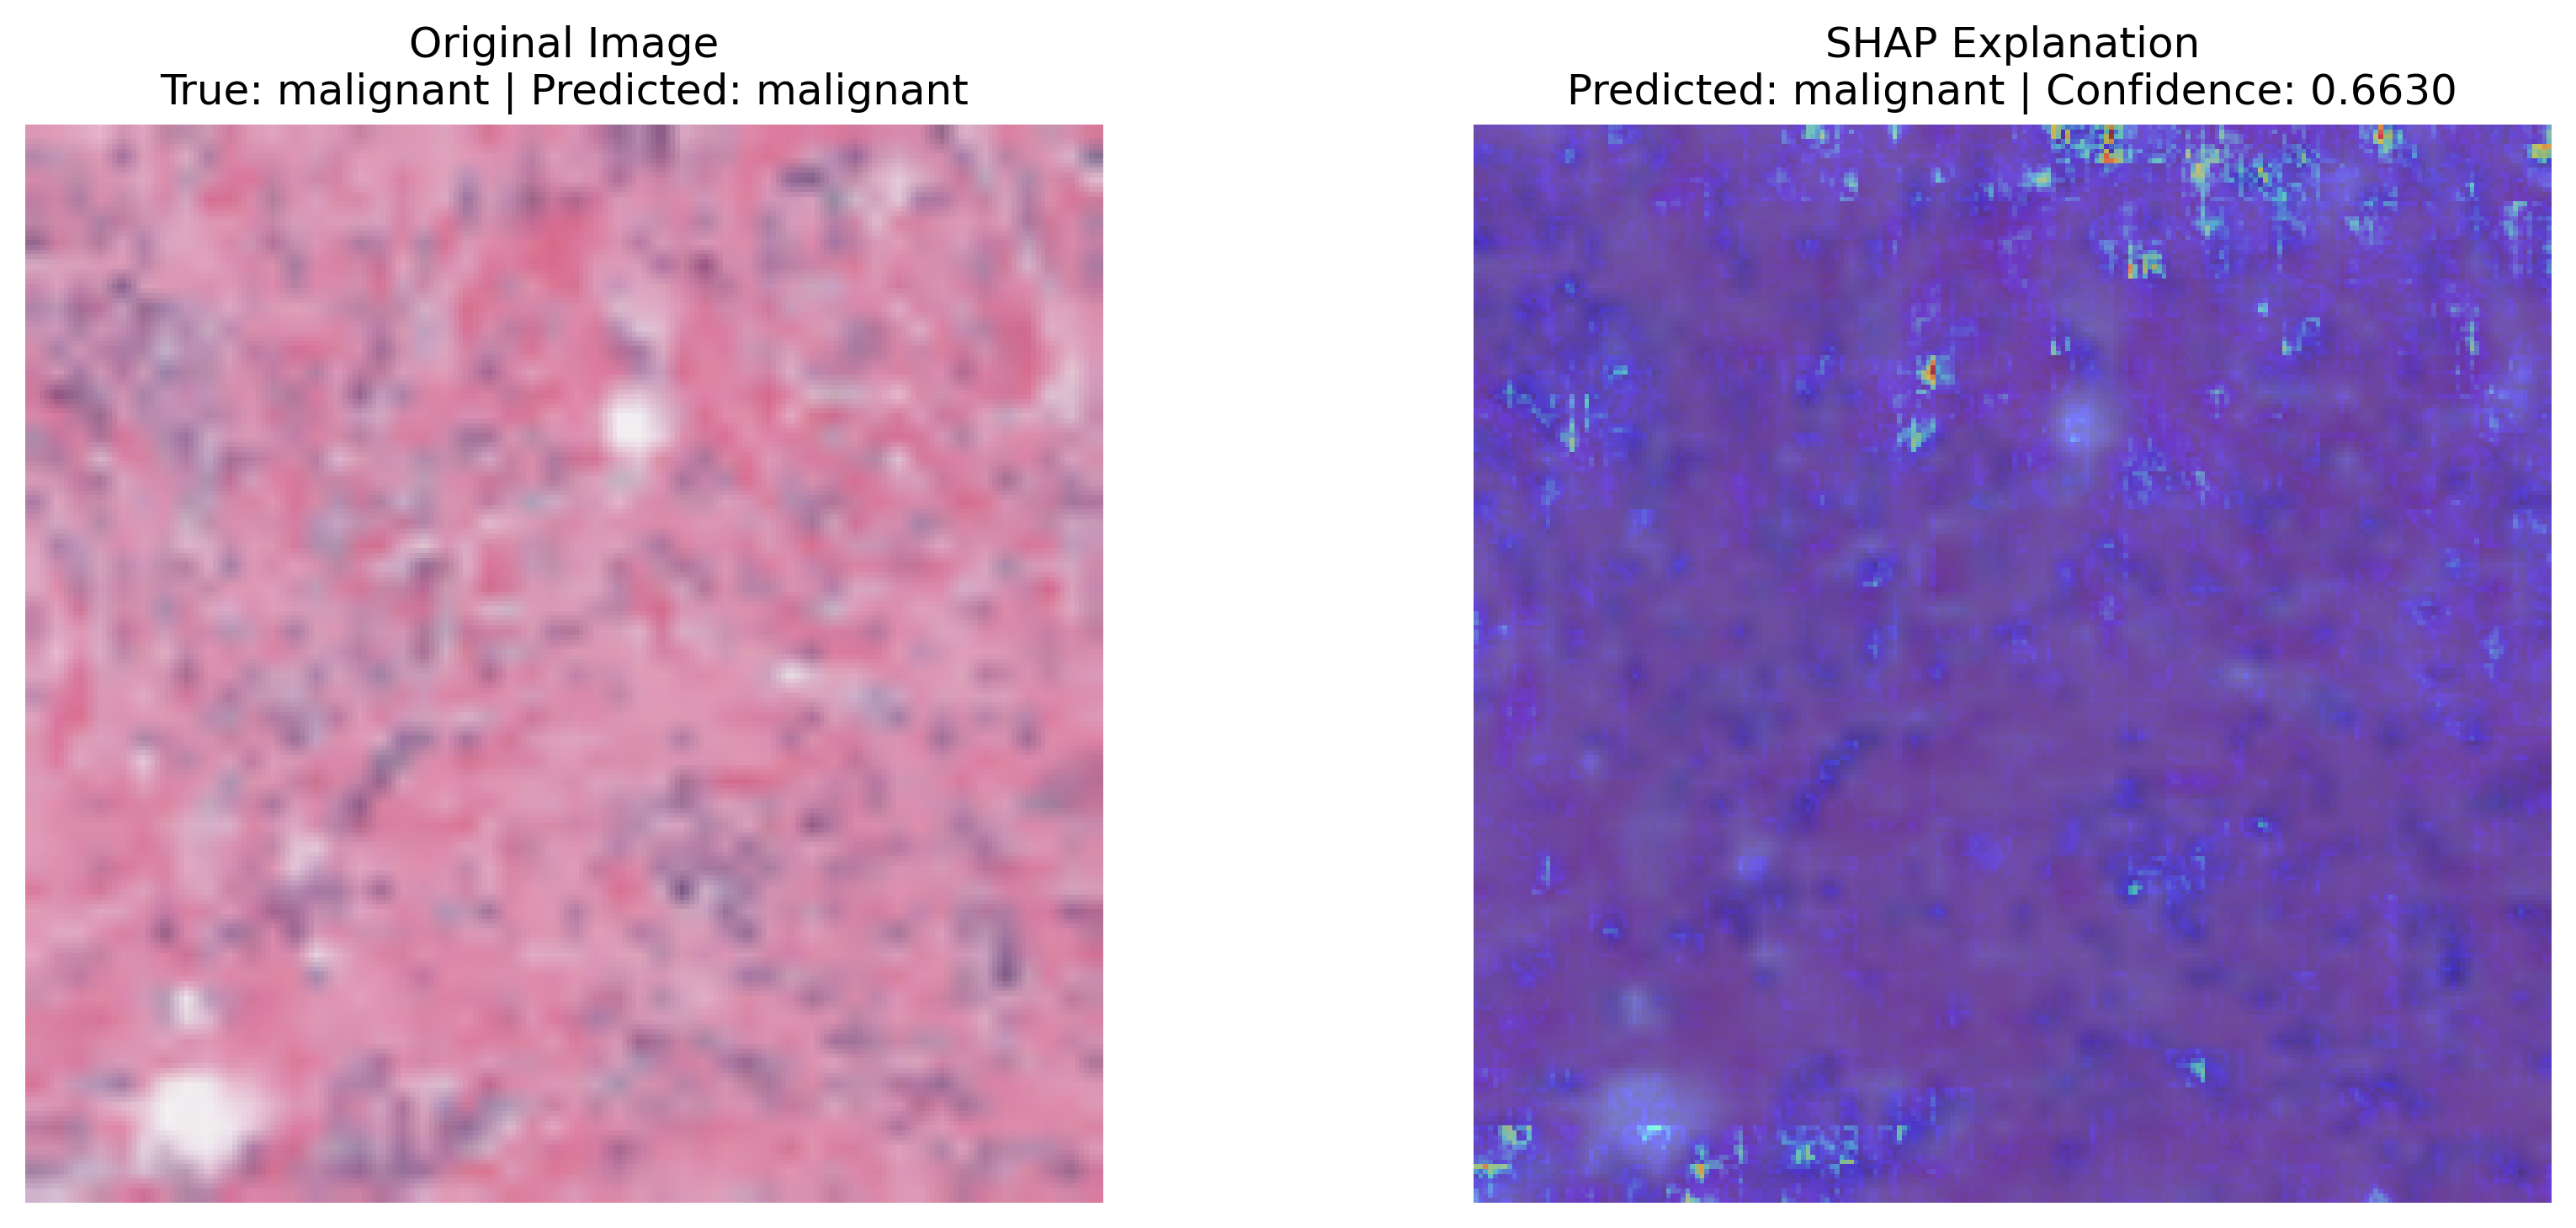 Original Image
True: malignant | Predicted: malignant
SHAP Explanation
Predicted: malignant | Confidence: 0.6630